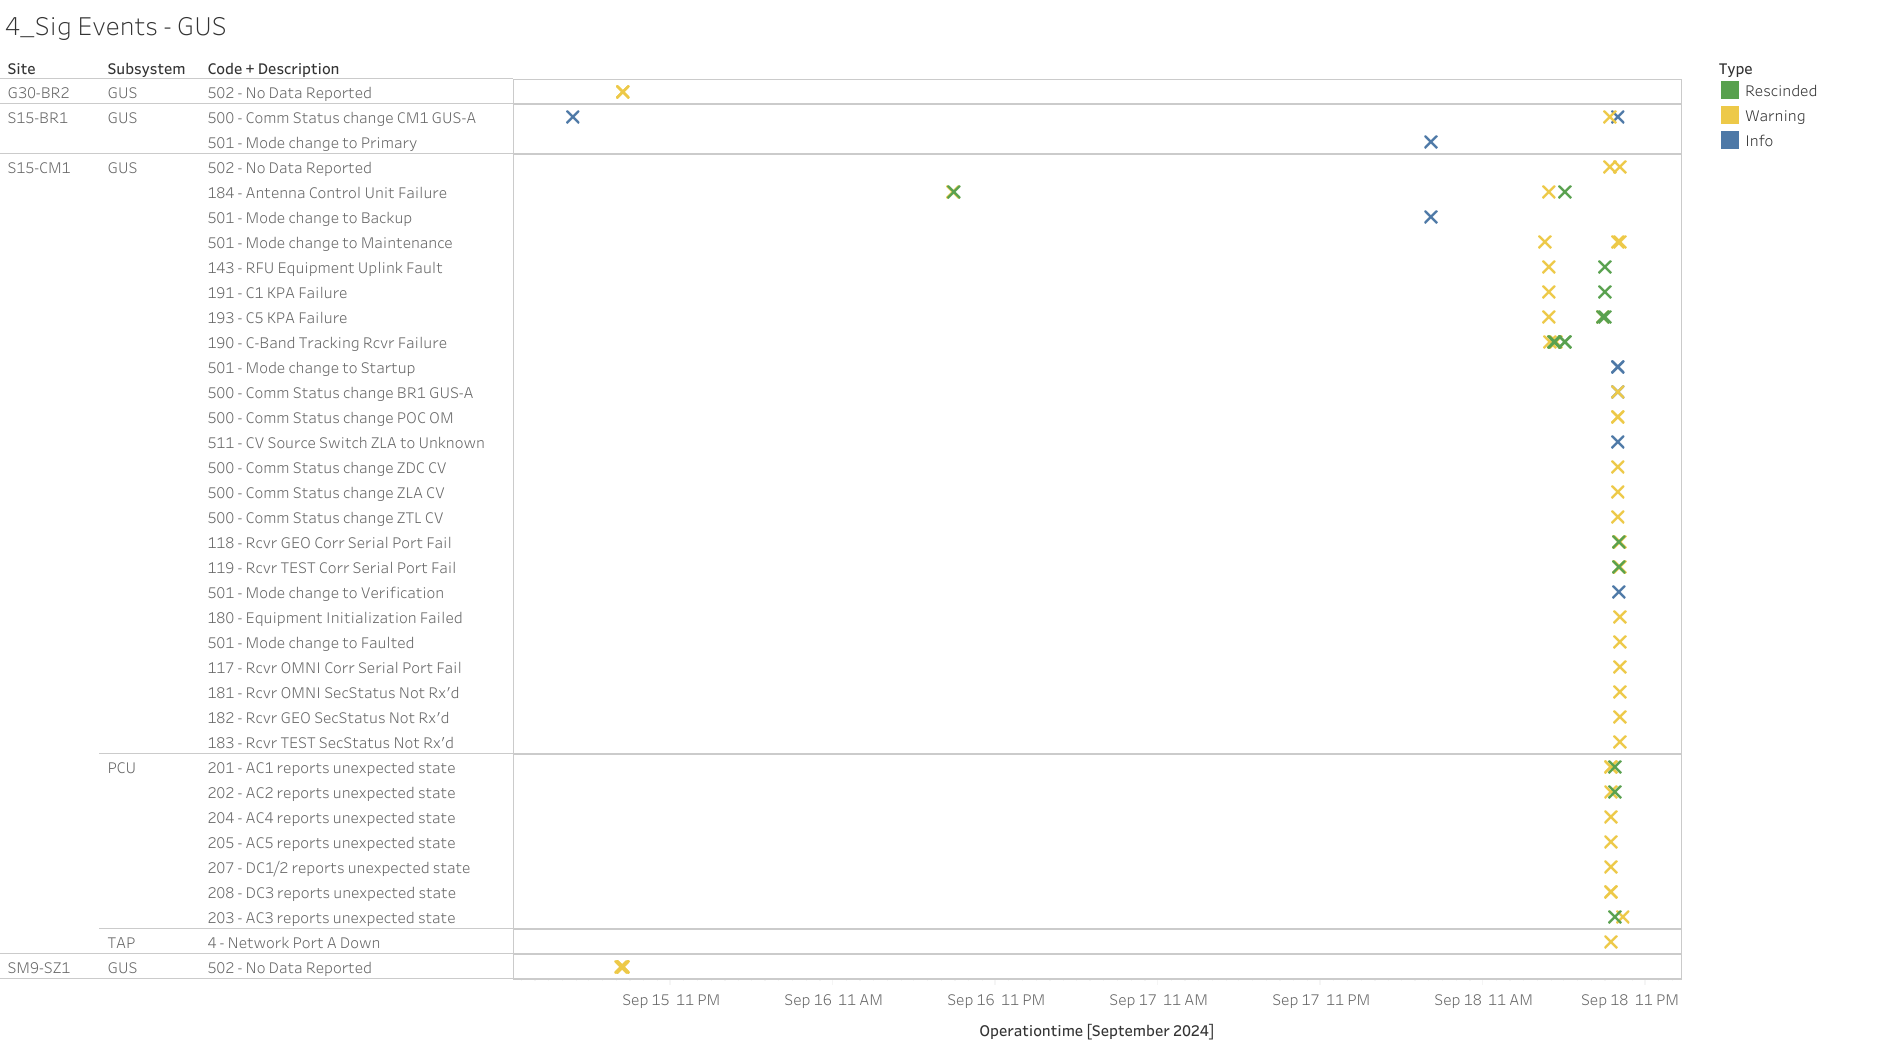 4_Sig Events - GUS
Site Subsystem Code + Description Type
G30-BR2 GUS 502 - No Data Reported Rescinded
S15-BR1 GUS 500 - Comm Status change CM1 GUS-A Warning
501 - Mode change to Primary Info
S15-CM1 GUS 502 - No Data Reported
184 - Antenna Control Unit Failure
501 - Mode change to Backup
501 - Mode change to Maintenance
143 - RFU Equipment Uplink Fault
191 - C1 KPA Failure
193 - C5 KPA Failure
190 - C-Band Tracking Rcvr Failure
501 - Mode change to Startup
500 - Comm Status change BR1 GUS-A
500 - Comm Status change POC OM
511 - CV Source Switch ZLA to Unknown
500 - Comm Status change ZDC CV
500 - Comm Status change ZLA CV
500 - Comm Status change ZTL CV
118 - Rcvr GEO Corr Serial Port Fail
119 - Rcvr TEST Corr Serial Port Fail
501 - Mode change to Verification
180 - Equipment Initialization Failed
501 - Mode change to Faulted
117 - Rcvr OMNI Corr Serial Port Fail
181 - Rcvr OMNI SecStatus Not Rx'd
182 - Rcvr GEO SecStatus Not Rx'd
183 - Rcvr TEST SecStatus Not Rx'd
PCU 201 - AC1 reports unexpected state
202 - AC2 reports unexpected state
204 - AC4 reports unexpected state
205 - AC5 reports unexpected state
207 - DC1/2 reports unexpected state
208 - DC3 reports unexpected state
203 - AC3 reports unexpected state
TAP 4 - Network Port A Down
SM9-SZ1 GUS 502 - No Data Reported
Sep 15 11 PM Sep 16 11 AM Sep 16 11 PM Sep 17 11 AM Sep 17 11 PM Sep 18 11 AM Sep 18 11 PM
Operationtime [September 2024]